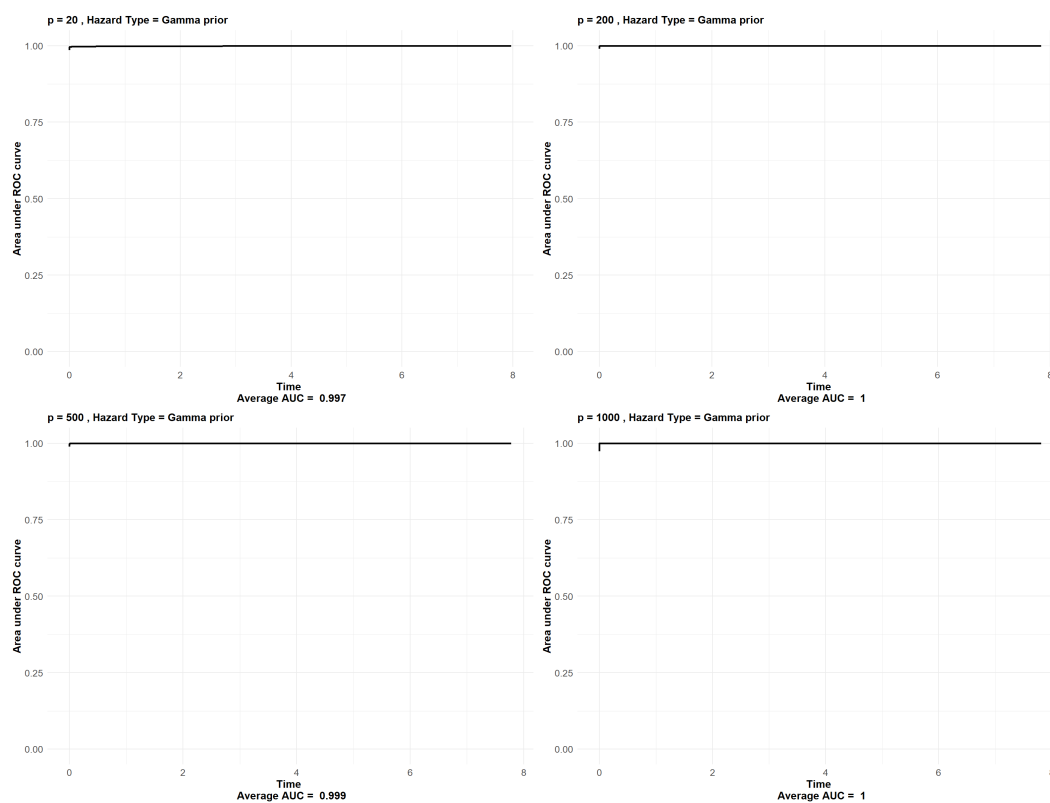 p = 20 , Hazard Type = Gamma prior
Area under ROC curve
1.00
0.75
0.50
0.25
0.00
0 2 4 6 8
Time
Average AUC = 0.997
p = 200 , Hazard Type = Gamma prior
Area under ROC curve
1.00
0.75
0.50
0.25
0.00
0 2 4 6 8
Time
Average AUC = 1
p = 500 , Hazard Type = Gamma prior
Area under ROC curve
1.00
0.75
0.50
0.25
0.00
0 2 4 6 8
Time
Average AUC = 0.999
p = 1000 , Hazard Type = Gamma prior
Area under ROC curve
1.00
0.75
0.50
0.25
0.00
0 2 4 6 8
Time
Average AUC = 1